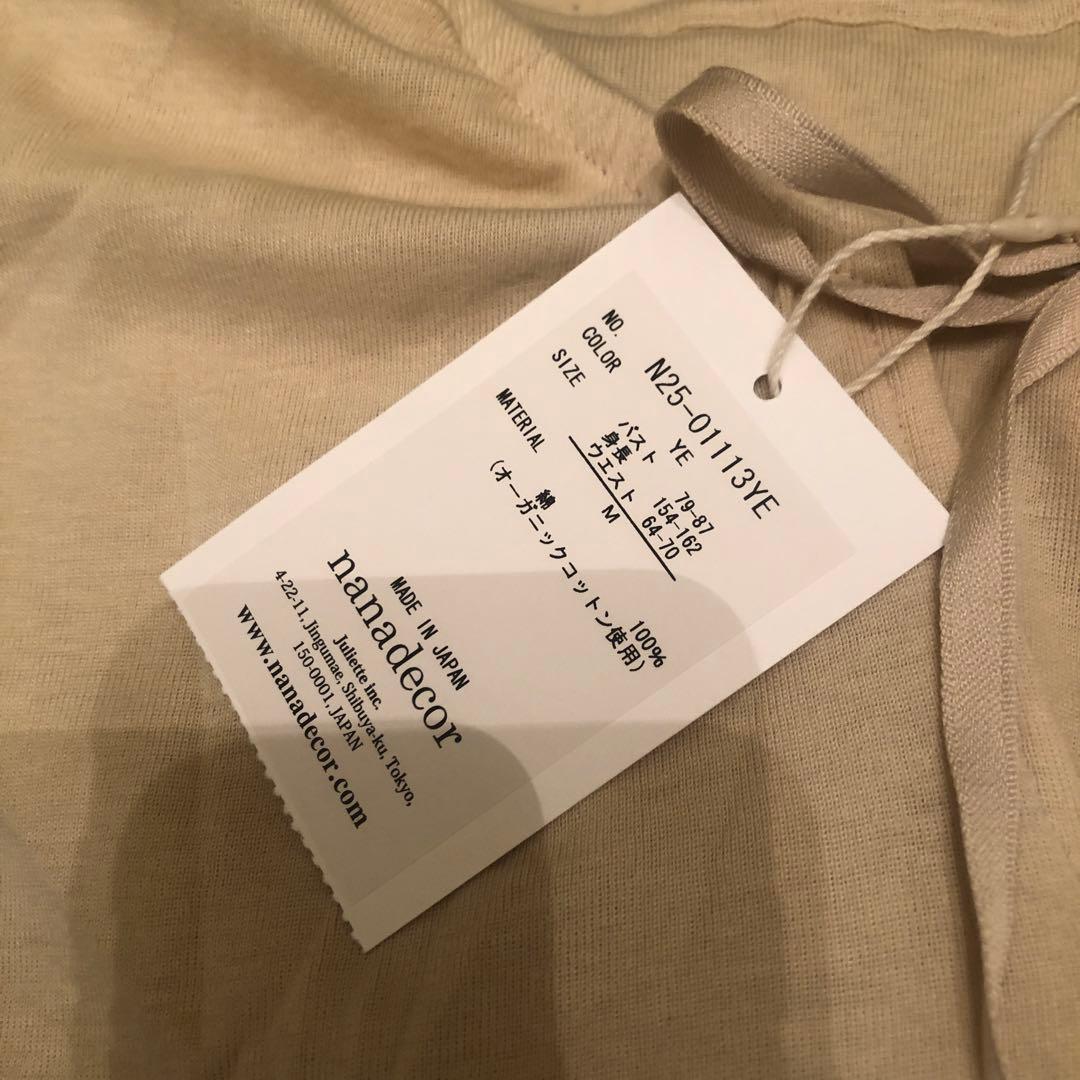 NO. N25-01113YE
COLOR YE
SIZE バスト 79-87
身長 154-162
ウエスト 64-70
M
MATERIAL
綿 100%
(オーガニックコットン使用)
MADE IN JAPAN
nanadecor
Juliette inc.
4-22-11, Jingumae, Shibuya-ku, Tokyo,
150-0001, JAPAN
www.nanadecor.com